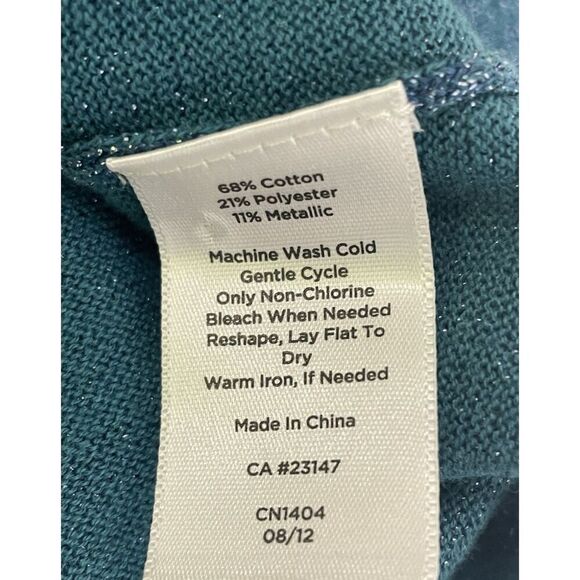 68% Cotton
21% Polyester
11% Metallic
Machine Wash Cold
Gentle Cycle
Only Non-Chlorine
Bleach When Needed
Reshape, Lay Flat To
Dry
Warm Iron, If Needed
Made In China
CA #23147
CN1404
08/12